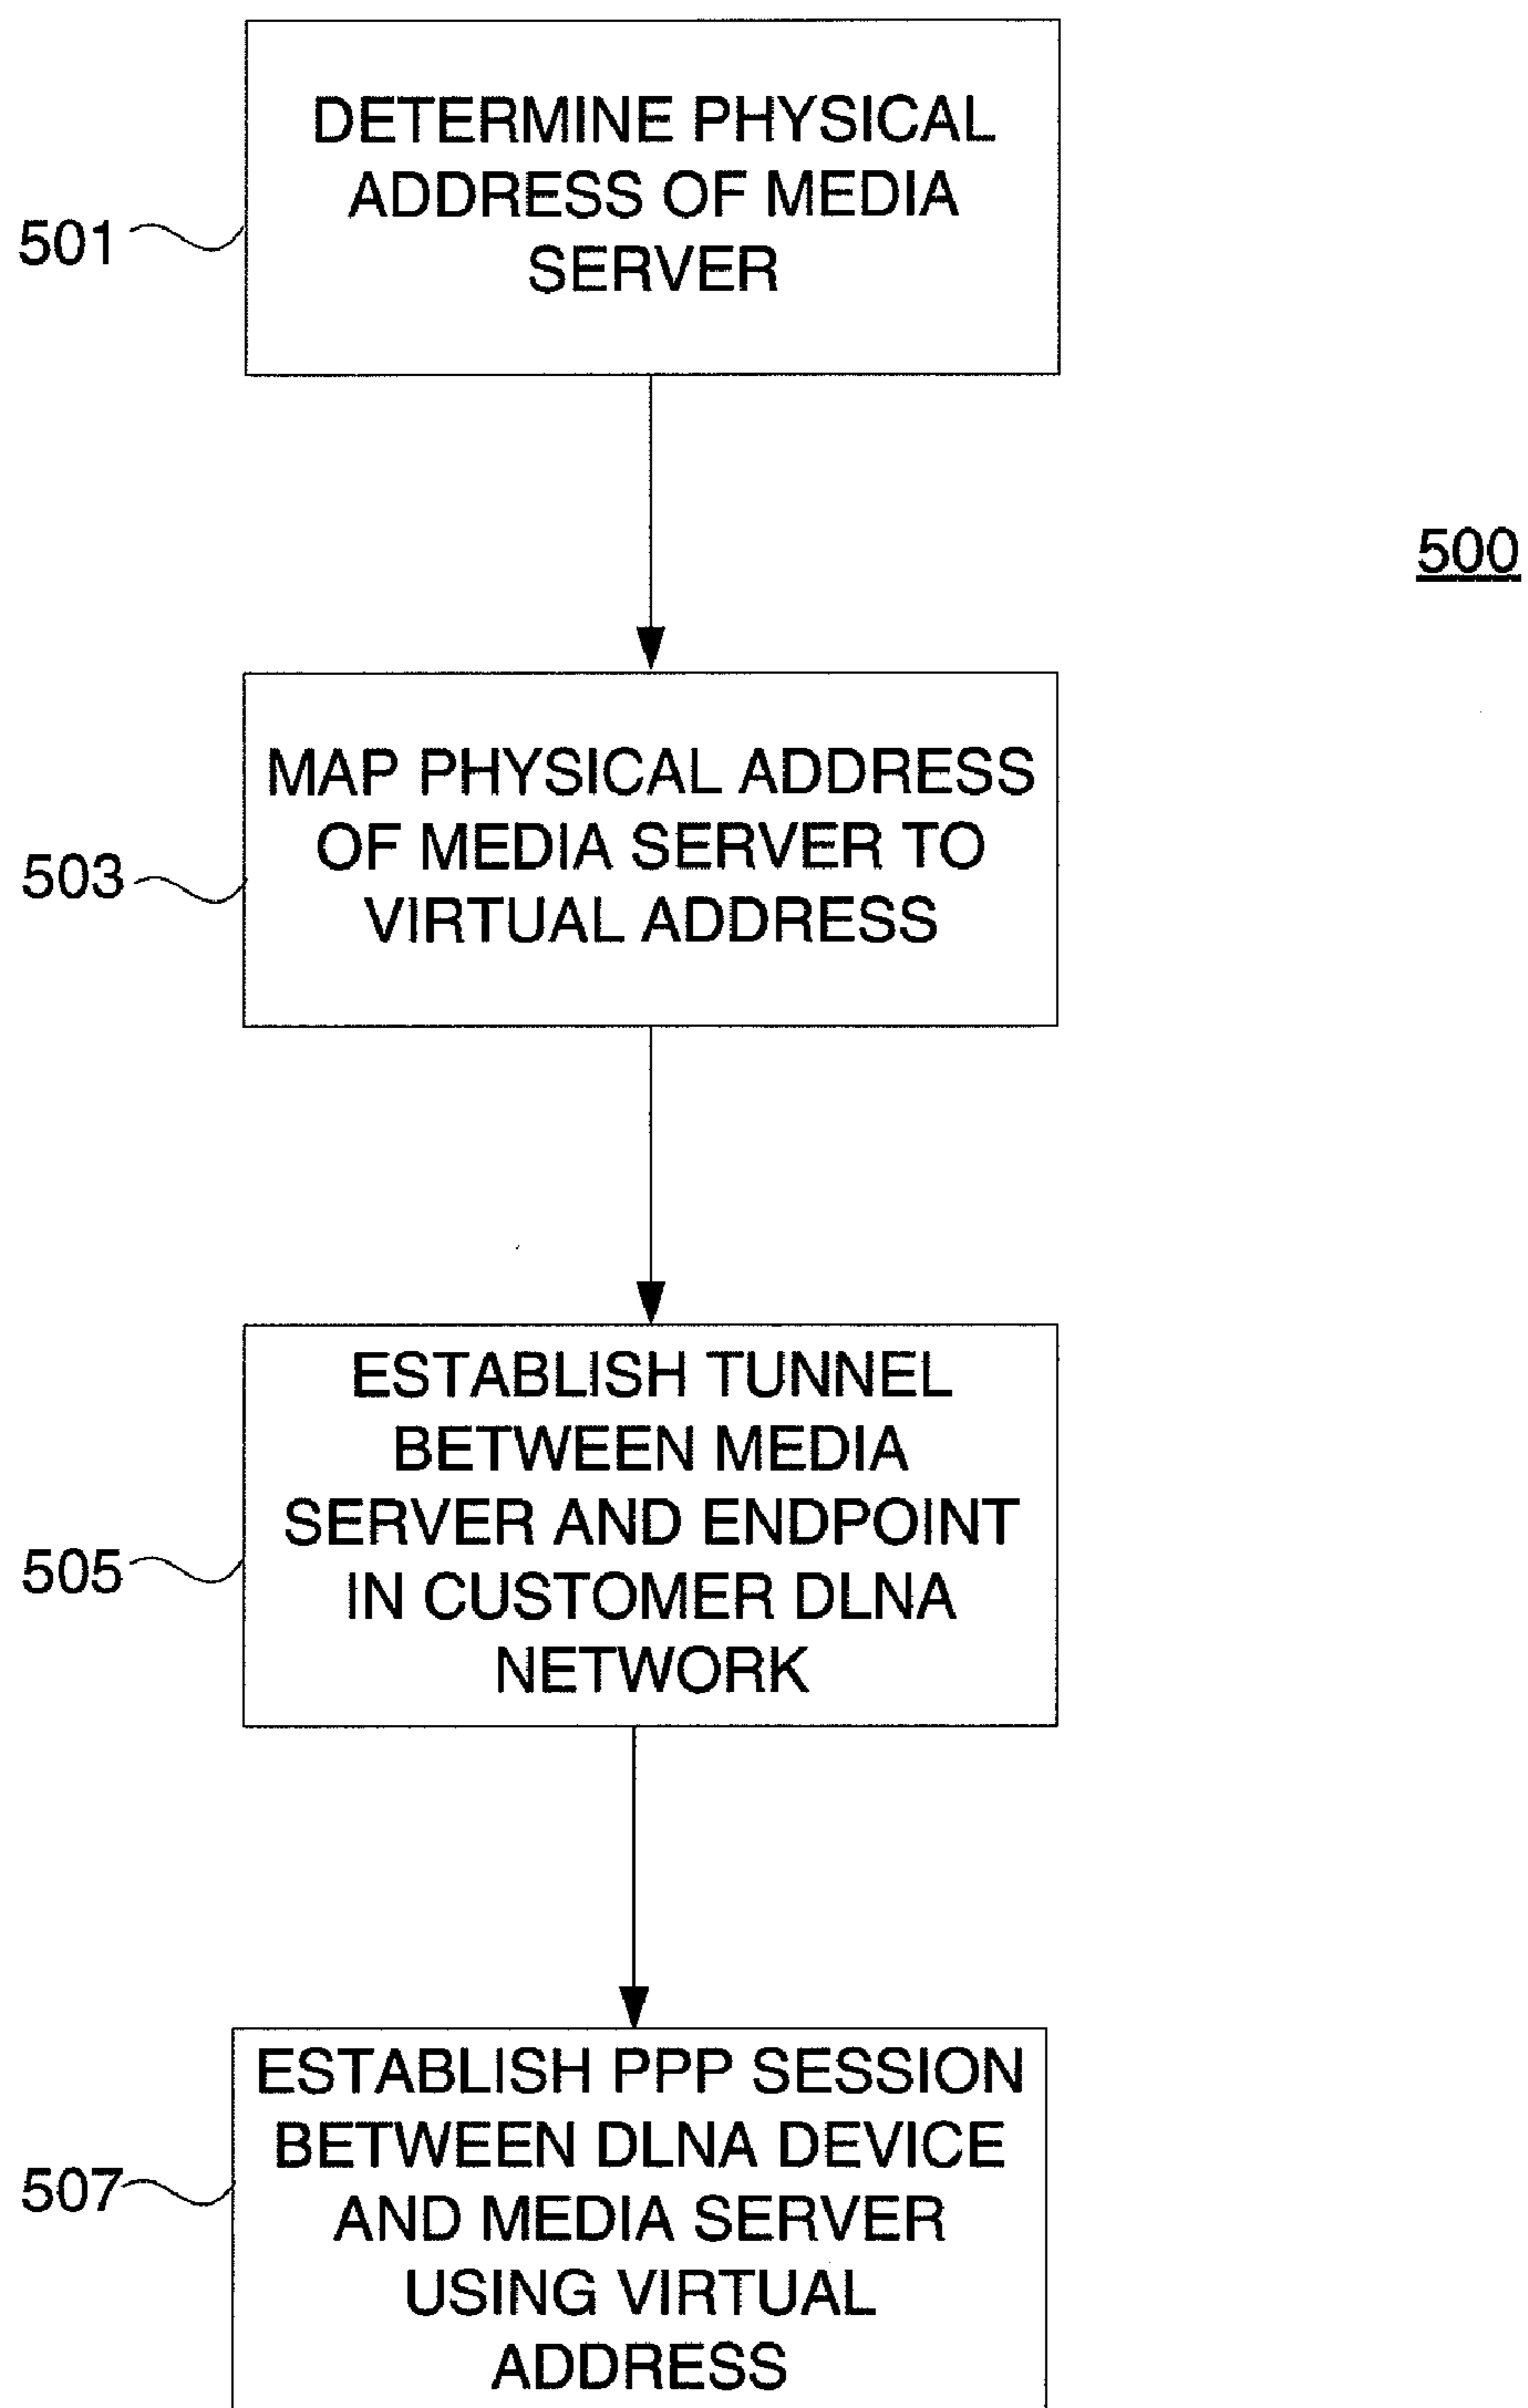 DETERMINE PHYSICAL
ADDRESS OF MEDIA
SERVER
501
500
MAP PHYSICAL ADDRESS
OF MEDIA SERVER TO
VIRTUAL ADDRESS
503
ESTABLISH TUNNEL
BETWEEN MEDIA
SERVER AND ENDPOINT
IN CUSTOMER DLNA
NETWORK
505
ESTABLISH PPP SESSION
BETWEEN DLNA DEVICE
AND MEDIA SERVER
USING VIRTUAL
ADDRESS
507